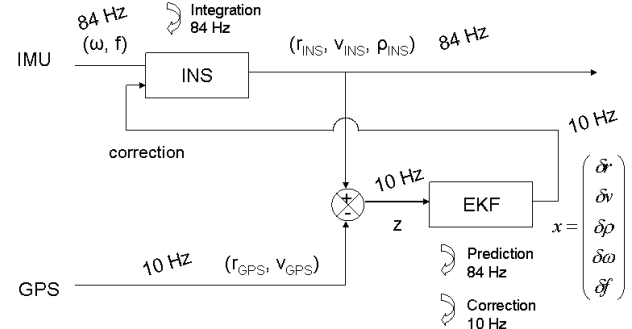 84 Hz
Integration
84 Hz
IMU
(ω, f)
INS
(r_INS, v_INS, ρ_INS)
84 Hz
correction
10 Hz
10 Hz
+
-
z
EKF
x = (δr
δv
δρ
δω
δf)
10 Hz
(r_GPS, v_GPS)
GPS
Prediction
84 Hz
Correction
10 Hz